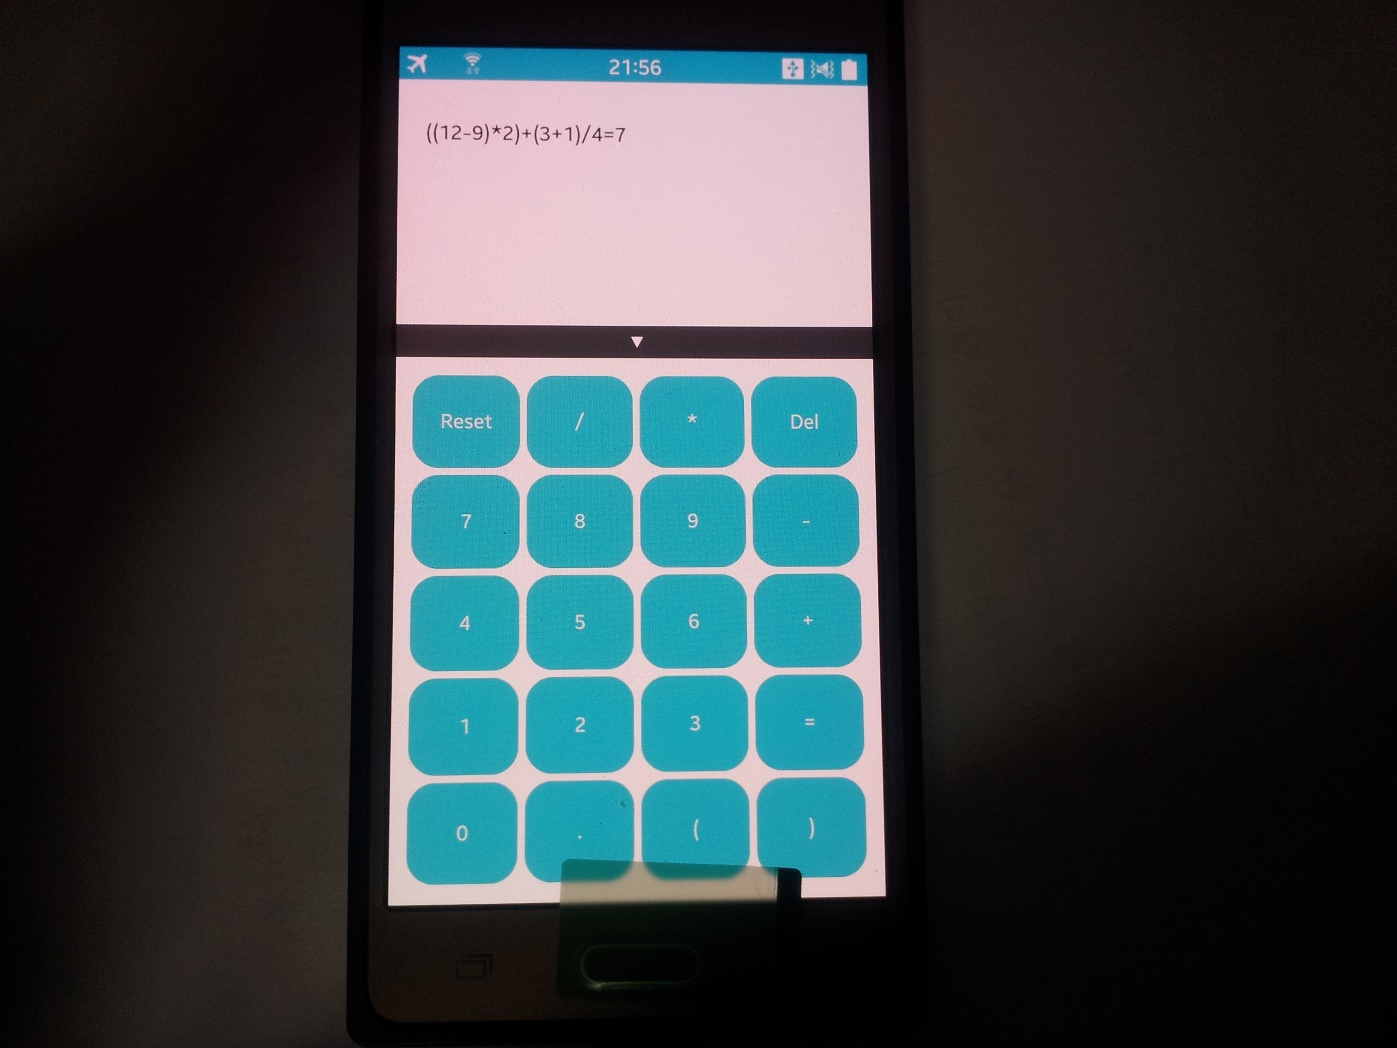 21:56
((12-9)*2)+(3+1)/4=7
Reset / * Del
7 8 9 -
4 5 6 +
1 2 3 =
0 . ( )